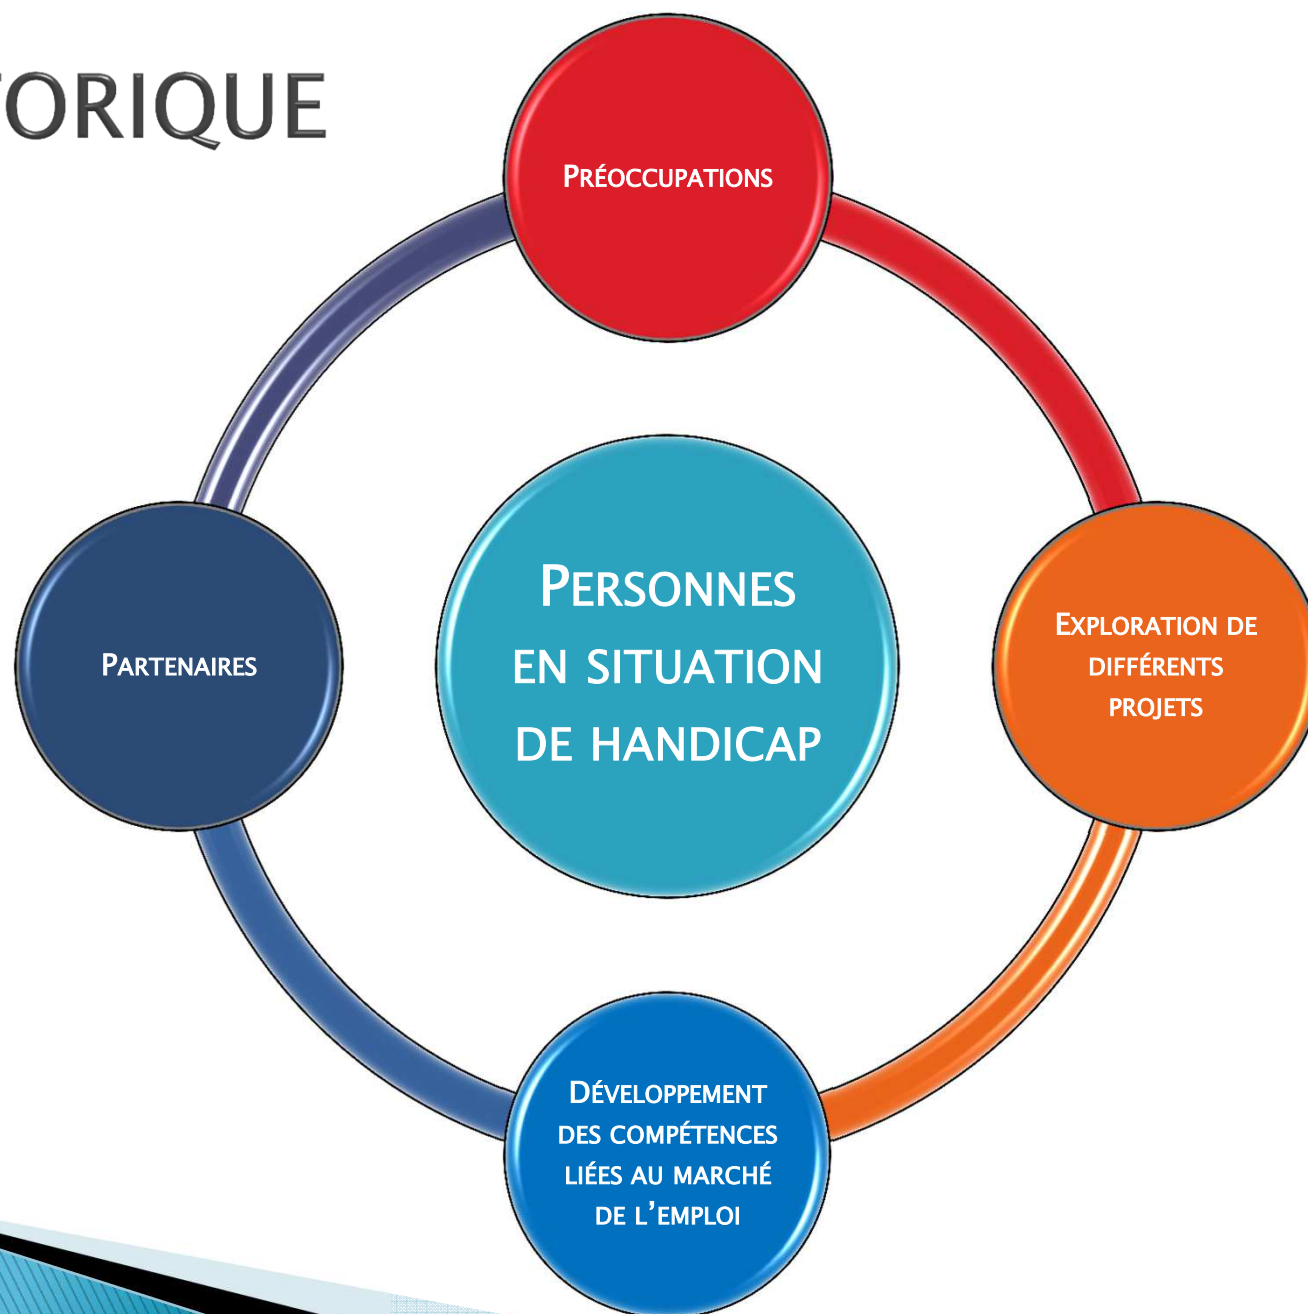 TORIQUE
PRÉOCCUPATIONS
PERSONNES
EN SITUATION
DE HANDICAP
EXPLORATION DE
DIFFÉRENTS
PROJETS
PARTENAIRES
DÉVELOPPEMENT
DES COMPÉTENCES
LIÉES AU MARCHÉ
DE L’EMPLOI